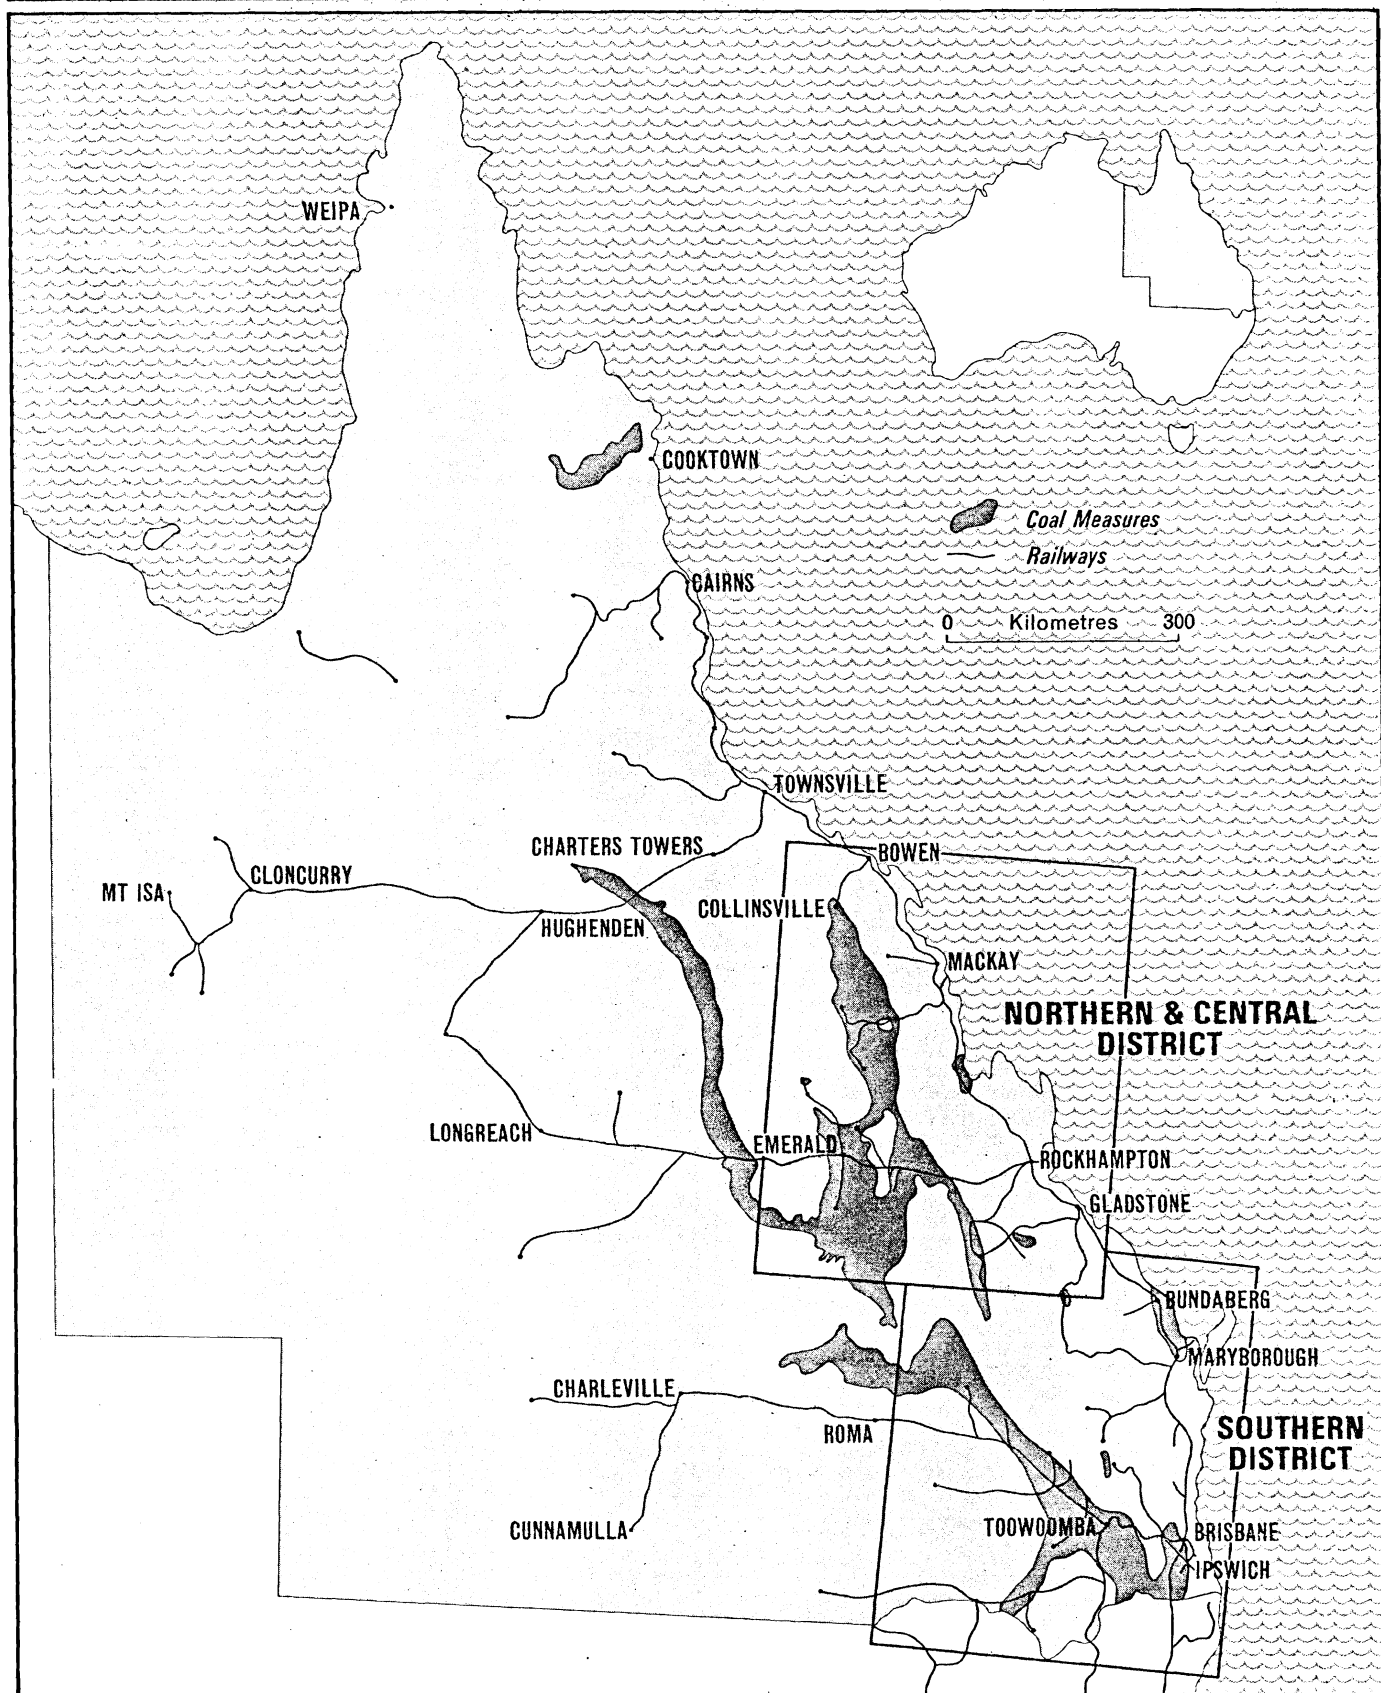 WEIPA
COOKTOWN
Coal Measures
Railways
CAIRNS
0 Kilometres 300
TOWNSVILLE
CHARTERS TOWERS
BOWEN
CLONCURRY
MT ISA
COLLINSVILLE
HUGHENDEN
MACKAY
NORTHERN & CENTRAL
DISTRICT
LONGREACH
EMERALD
ROCKHAMPTON
GLADSTONE
BUNDABERG
MARYBOROUGH
CHARLEVILLE
ROMA
SOUTHERN
DISTRICT
CUNNAMULLA
TOOWOOMBA
BRISBANE
IPSWICH